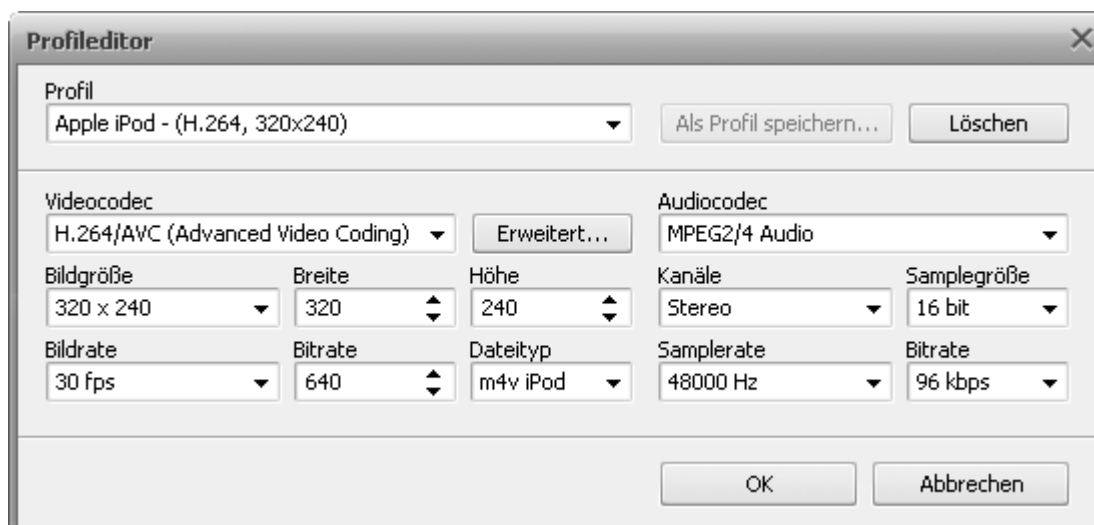 Profileditor
Profil
Apple iPod - (H.264, 320x240)
Als Profil speichern...
Löschen
Videocodec
H.264/AVC (Advanced Video Coding)
Erweitert...
Audiocodec
MPEG2/4 Audio
Bildgröße
320 x 240
Breite
320
Höhe
240
Kanäle
Stereo
Samplegröße
16 bit
Bildrate
30 fps
Bitrate
640
Dateityp
m4v iPod
Samplerate
48000 Hz
Bitrate
96 kbps
OK
Abbrechen